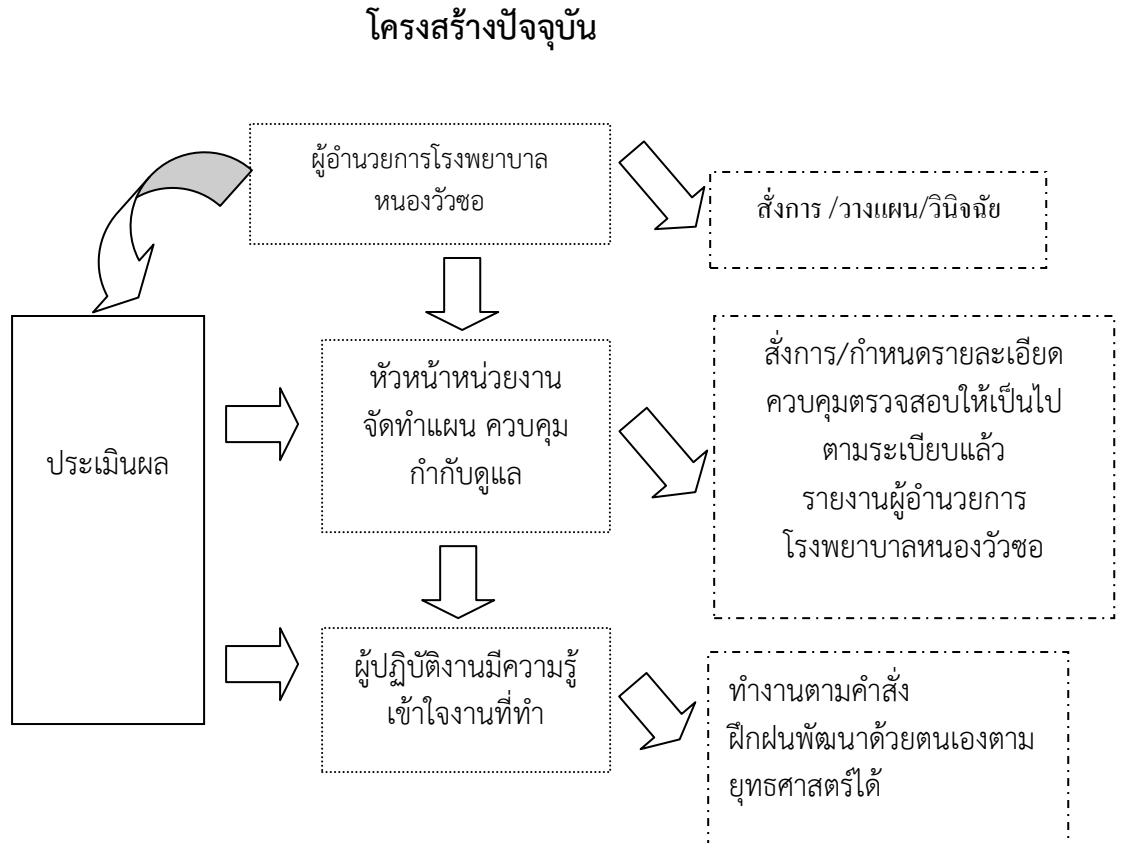 โครงสร้างปัจจุบัน
ผู้อำนวยการโรงพยาบาล
หนองวัวซอ
สั่งการ /วางแผน/วินิจฉัย
ประเมินผล
หัวหน้าหน่วยงาน
จัดทำแผน ควบคุม
กำกับดูแล
สั่งการ/กำหนดรายละเอียด
ควบคุมตรวจสอบให้เป็นไป
ตามระเบียบแล้ว
รายงานผู้อำนวยการ
โรงพยาบาลหนองวัวซอ
ผู้ปฏิบัติงานมีความรู้
เข้าใจงานที่ทำ
ทำงานตามคำสั่ง
ฝึกฝนพัฒนาด้วยตนเองตาม
ยุทธศาสตร์ได้